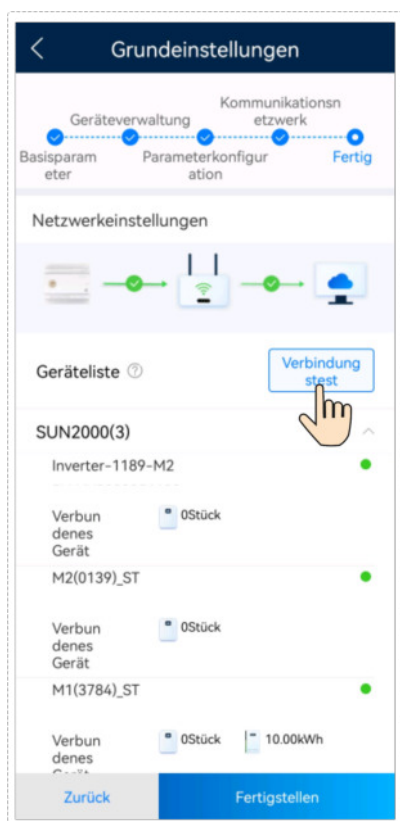 Grundeinstellungen
Kommunikationsn
Geräteverwaltung
etzwerk
Basisparam
Parameterkonfigur
Fertig
eter
ation
Netzwerkeinstellungen
Geräteliste ?
Verbindung
stest
SUN2000(3)
Inverter-1189-M2
Verbun
0Stück
denes
Gerät
M2(0139)_ST
Verbun
0Stück
denes
Gerät
M1(3784)_ST
Verbun
0Stück
10.00kWh
denes
Zurück
Fertigstellen